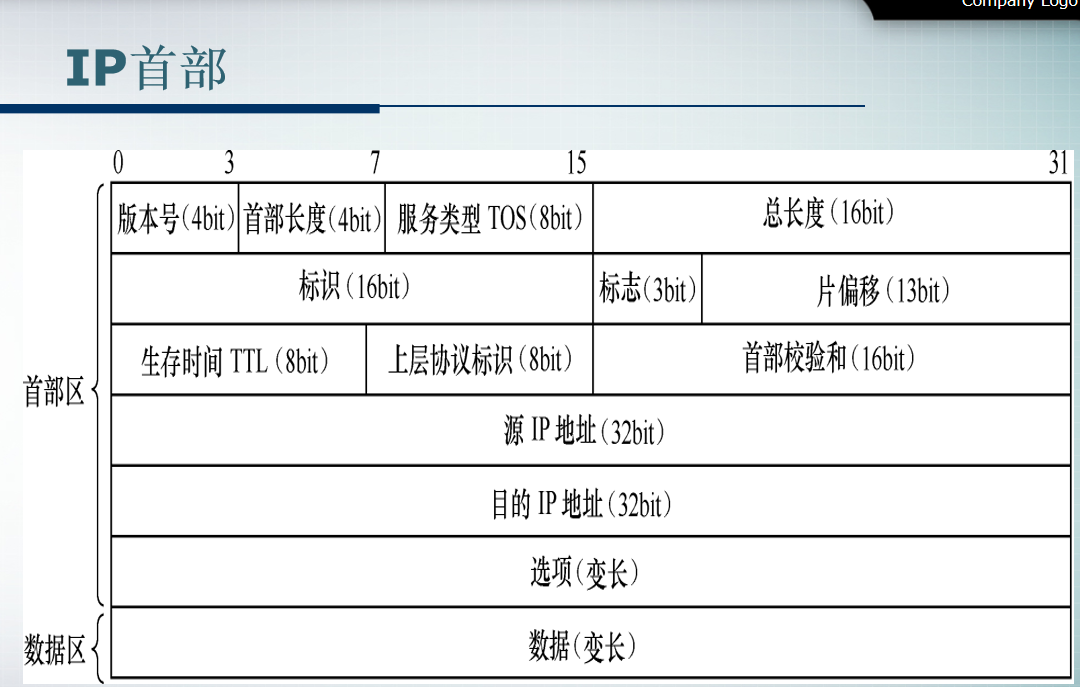 Company Logo
IP首部
0 3 7 15 31
版本号(4bit) 首部长度(4bit) 服务类型 TOS(8bit) 总长度(16bit)
标识(16bit) 标志(3bit) 片偏移(13bit)
生存时间 TTL(8bit) 上层协议标识(8bit) 首部校验和(16bit)
首部区
源 IP 地址(32bit)
目的 IP 地址(32bit)
选项(变长)
数据区
数据(变长)